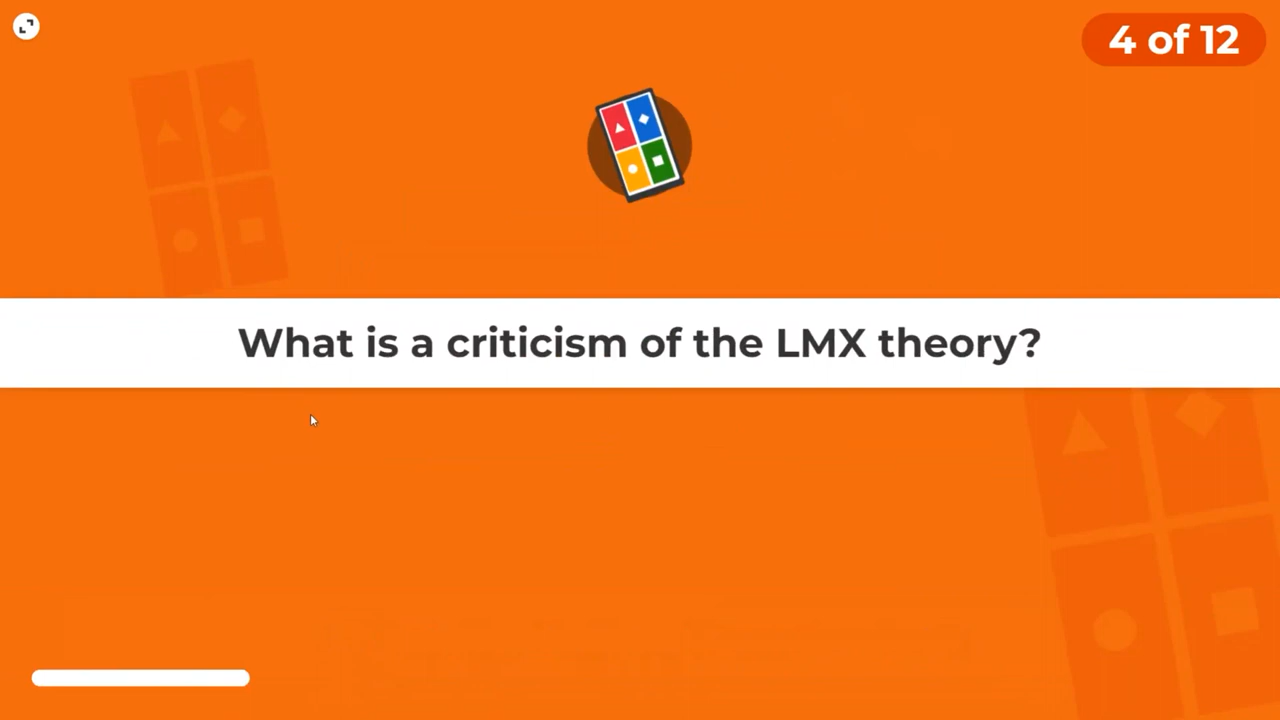 4 of 12
What is a criticism of the LMX theory?